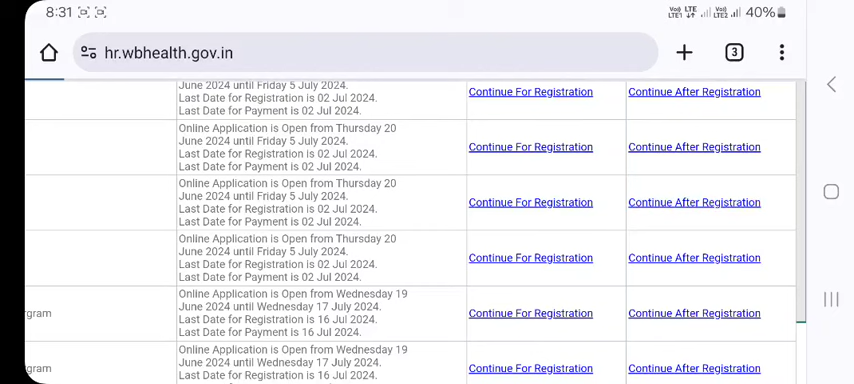 8:31
Vo)) LTE1 LTE Vo)) LTE2 40%
hr.wbhealth.gov.in
3
June 2024 until Friday 5 July 2024.
Last Date for Registration is 02 Jul 2024.
Last Date for Payment is 02 Jul 2024.
Continue For Registration
Continue After Registration
Online Application is Open from Thursday 20
June 2024 until Friday 5 July 2024.
Last Date for Registration is 02 Jul 2024.
Last Date for Payment is 02 Jul 2024.
Continue For Registration
Continue After Registration
Online Application is Open from Thursday 20
June 2024 until Friday 5 July 2024.
Last Date for Registration is 02 Jul 2024.
Last Date for Payment is 02 Jul 2024.
Continue For Registration
Continue After Registration
Online Application is Open from Thursday 20
June 2024 until Friday 5 July 2024.
Last Date for Registration is 02 Jul 2024.
Last Date for Payment is 02 Jul 2024.
Continue For Registration
Continue After Registration
rgram
Online Application is Open from Wednesday 19
June 2024 until Wednesday 17 July 2024.
Last Date for Registration is 16 Jul 2024.
Last Date for Payment is 16 Jul 2024.
Continue For Registration
Continue After Registration
rgram
Online Application is Open from Wednesday 19
June 2024 until Wednesday 17 July 2024.
Last Date for Registration is 16 Jul 2024.
Continue For Registration
Continue After Registration